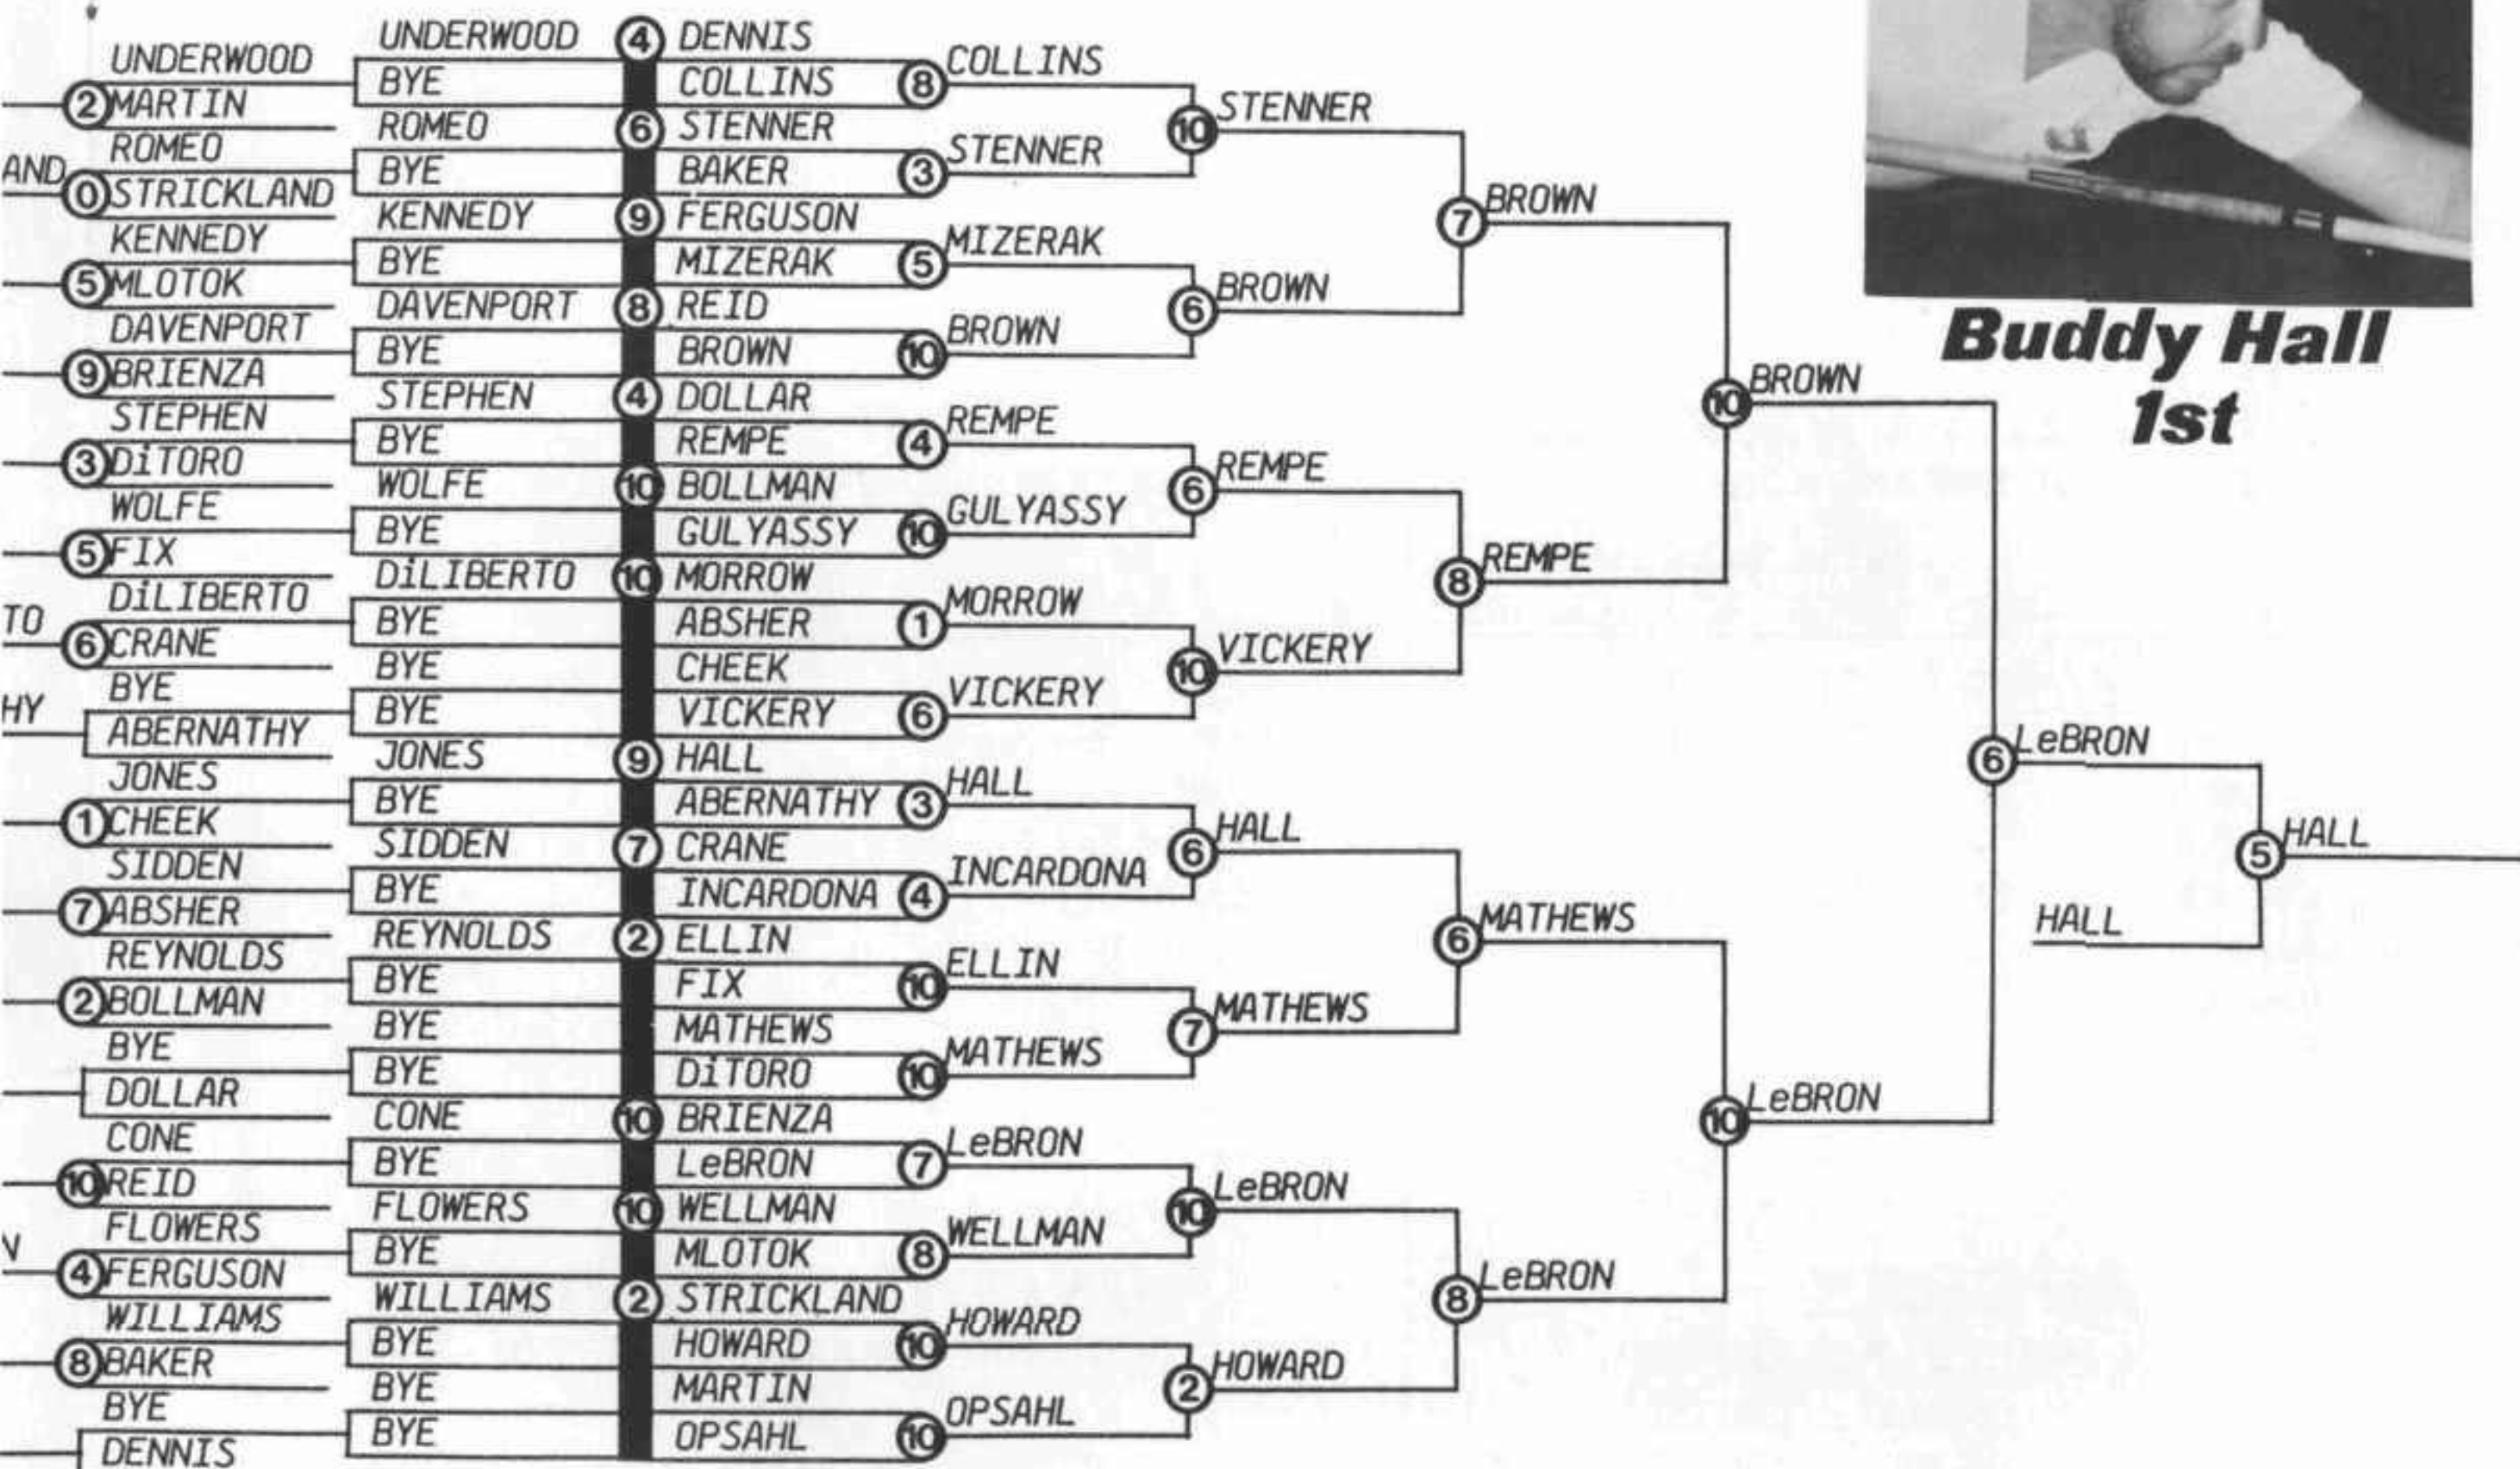 AND
TO
HY
N
UNDERWOOD
② MARTIN
ROMEO
⓪ STRICKLAND
KENNEDY
⑤ MLOTOK
DAVENPORT
⑨ BRIENZA
STEPHEN
③ DiTORO
WOLFE
⑤ FIX
DiLIBERTO
⑥ CRANE
BYE
ABERNATHY
JONES
① CHEEK
SIDDEN
⑦ ABSHER
REYNOLDS
② BOLLMAN
BYE
DOLLAR
CONE
⑩ REID
FLOWERS
④ FERGUSON
WILLIAMS
⑧ BAKER
BYE
DENNIS
UNDERWOOD ④
BYE
ROMEO ⑥
BYE
KENNEDY ⑨
BYE
DAVENPORT ⑧
BYE
STEPHEN ④
BYE
WOLFE ⑩
BYE
DiLIBERTO ⑩
BYE
BYE
BYE
JONES ⑨
BYE
SIDDEN ⑦
BYE
REYNOLDS ②
BYE
BYE
BYE
CONE ⑩
BYE
FLOWERS ⑩
BYE
WILLIAMS ②
BYE
BYE
BYE
DENNIS
COLLINS
STENNER
BAKER
FERGUSON
MIZERAK
REID
BROWN
DOLLAR
REMPE
BOLLMAN
GULYASSY
MORROW
ABSHER
CHEEK
VICKERY
HALL
ABERNATHY
CRANE
INCARDONA
ELLIN
FIX
MATHEWS
DiTORO
BRIENZA
LeBRON
WELLMAN
MLOTOK
STRICKLAND
HOWARD
MARTIN
OPSAHL
⑧ COLLINS
③ STENNER
⑤ MIZERAK
⑩ BROWN
④ REMPE
⑩ GULYASSY
① MORROW
⑥ VICKERY
③ HALL
④ INCARDONA
⑩ ELLIN
⑩ MATHEWS
⑦ LeBRON
⑧ WELLMAN
⑩ HOWARD
⑩ OPSAHL
⑩ STENNER
⑥ BROWN
⑥ REMPE
⑩ VICKERY
⑥ HALL
⑦ MATHEWS
⑩ LeBRON
② HOWARD
⑦ BROWN
⑧ REMPE
⑥ MATHEWS
⑧ LeBRON
⑩ BROWN
⑩ LeBRON
⑥ LeBRON
HALL
⑤ HALL
Buddy Hall
1st